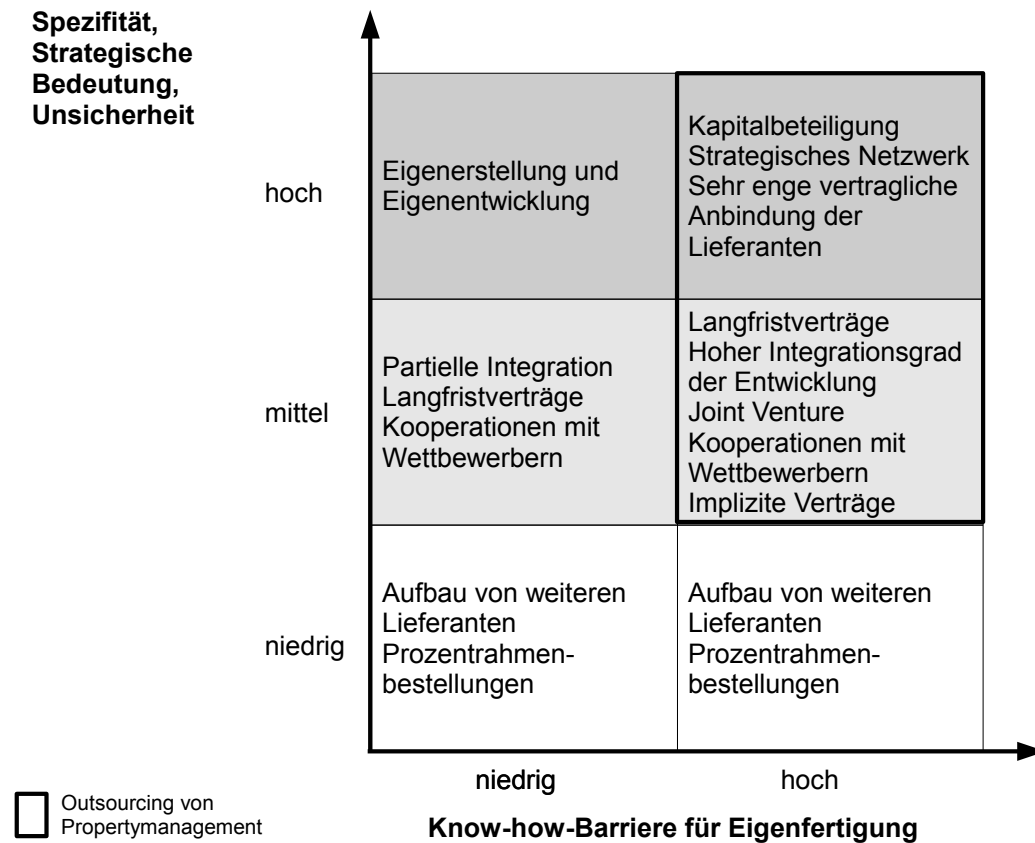 Spezifität,
Strategische
Bedeutung,
Unsicherheit
hoch
Eigenerstellung und
Eigenentwicklung
Kapitalbeteiligung
Strategisches Netzwerk
Sehr enge vertragliche
Anbindung der
Lieferanten
mittel
Partielle Integration
Langfristverträge
Kooperationen mit
Wettbewerbern
Langfristverträge
Hoher Integrationsgrad
der Entwicklung
Joint Venture
Kooperationen mit
Wettbewerbern
Implizite Verträge
niedrig
Aufbau von weiteren
Lieferanten
Prozentrahmen-
bestellungen
Aufbau von weiteren
Lieferanten
Prozentrahmen-
bestellungen
niedrig
hoch
Know-how-Barriere für Eigenfertigung
Outsourcing von
Propertymanagement